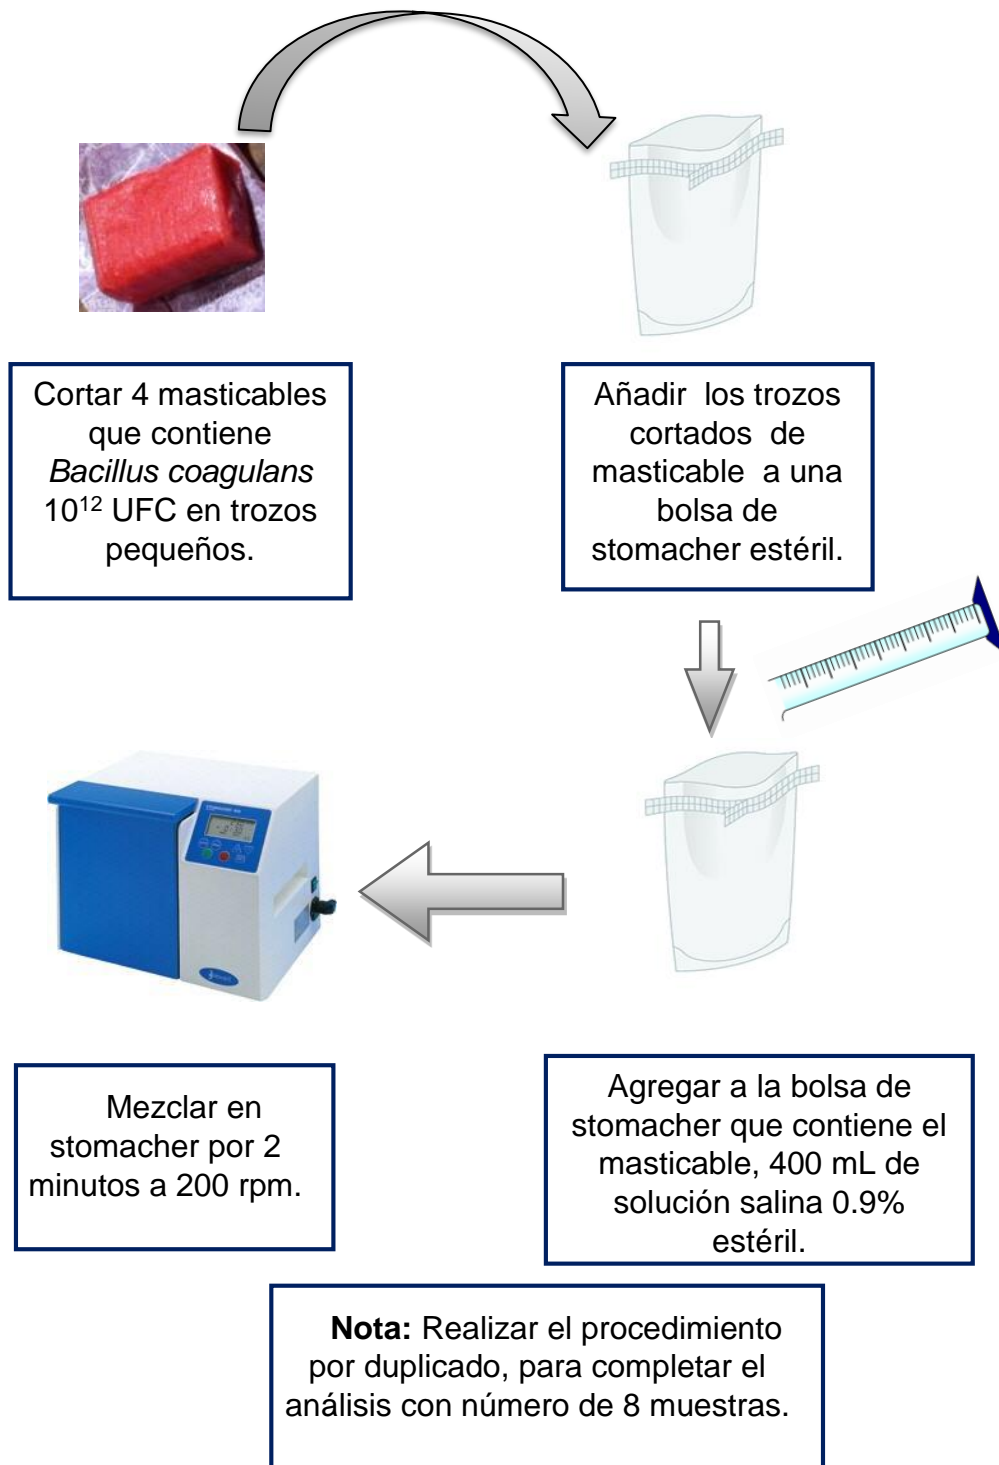 Cortar 4 masticables
que contiene
Bacillus coagulans
10¹² UFC en trozos
pequeños.
Añadir los trozos
cortados de
masticable a una
bolsa de
stomacher estéril.
Agregar a la bolsa de
stomacher que contiene el
masticable, 400 mL de
solución salina 0.9%
estéril.
Mezclar en
stomacher por 2
minutos a 200 rpm.
Nota: Realizar el procedimiento
por duplicado, para completar el
análisis con número de 8 muestras.